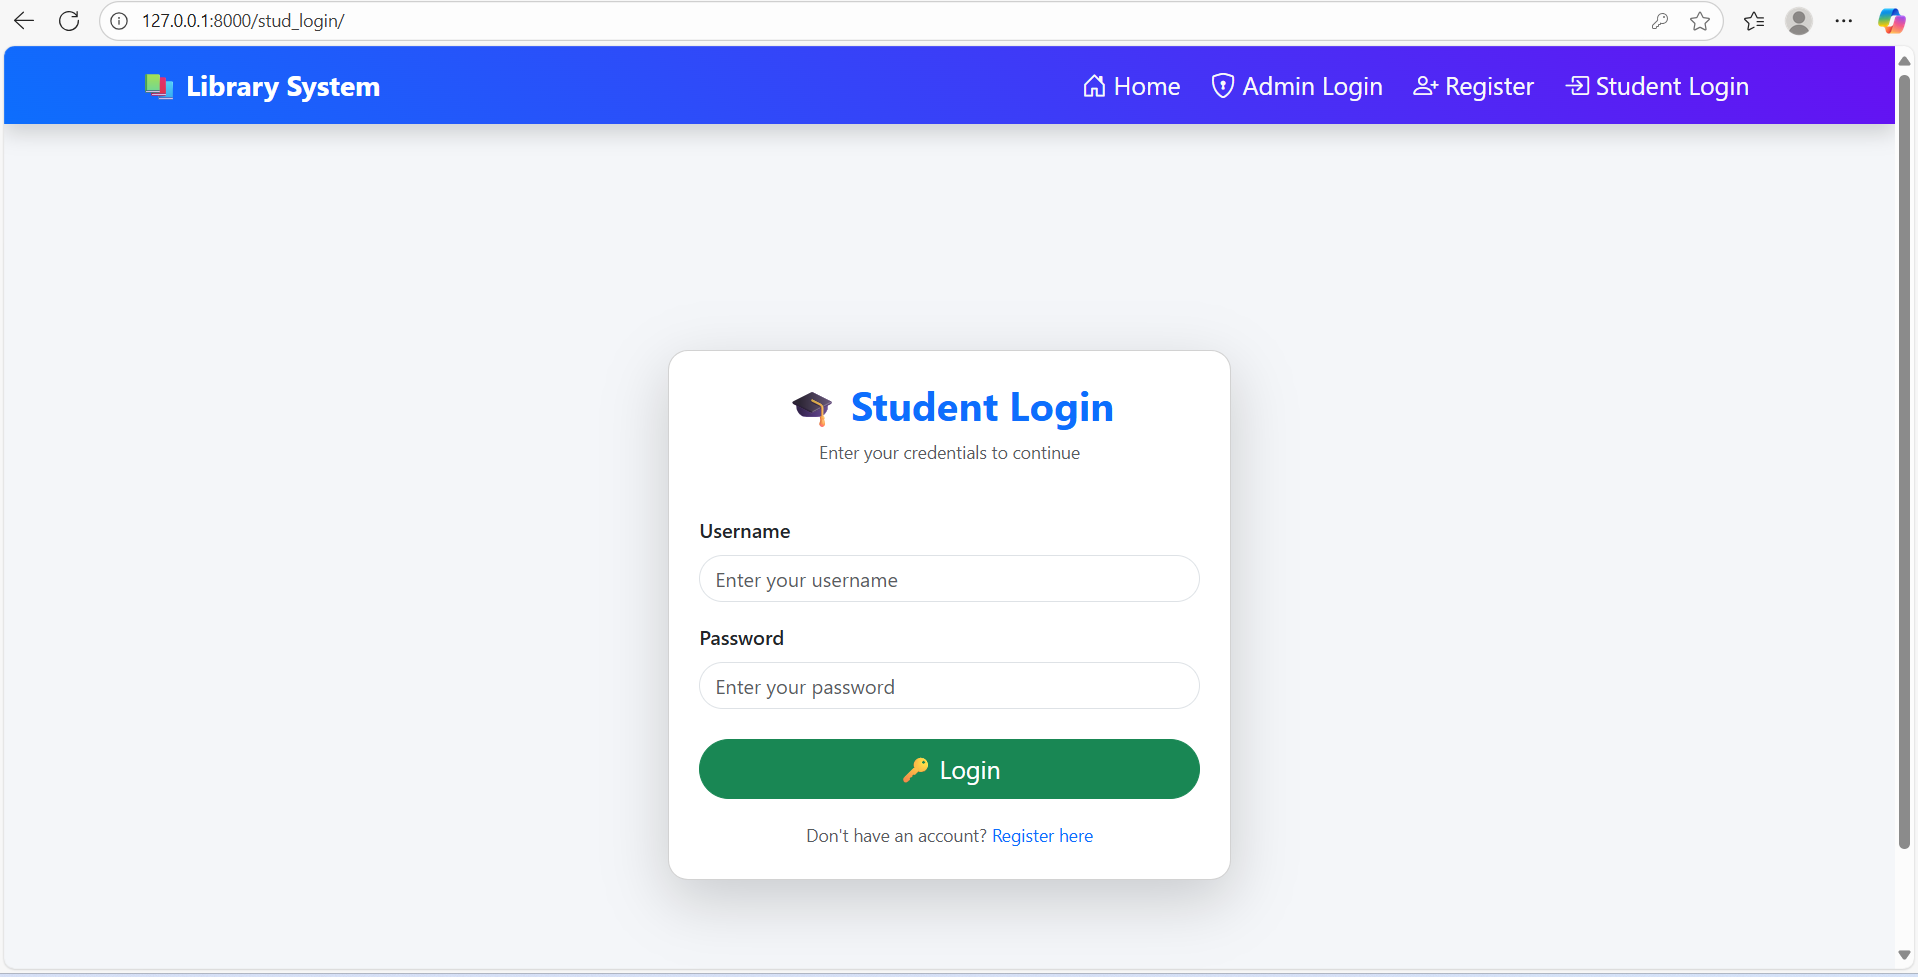 127.0.0.1:8000/stud_login/
Library System
Home
Admin Login
Register
Student Login
Student Login
Enter your credentials to continue
Username
Enter your username
Password
Enter your password
Login
Don't have an account? Register here